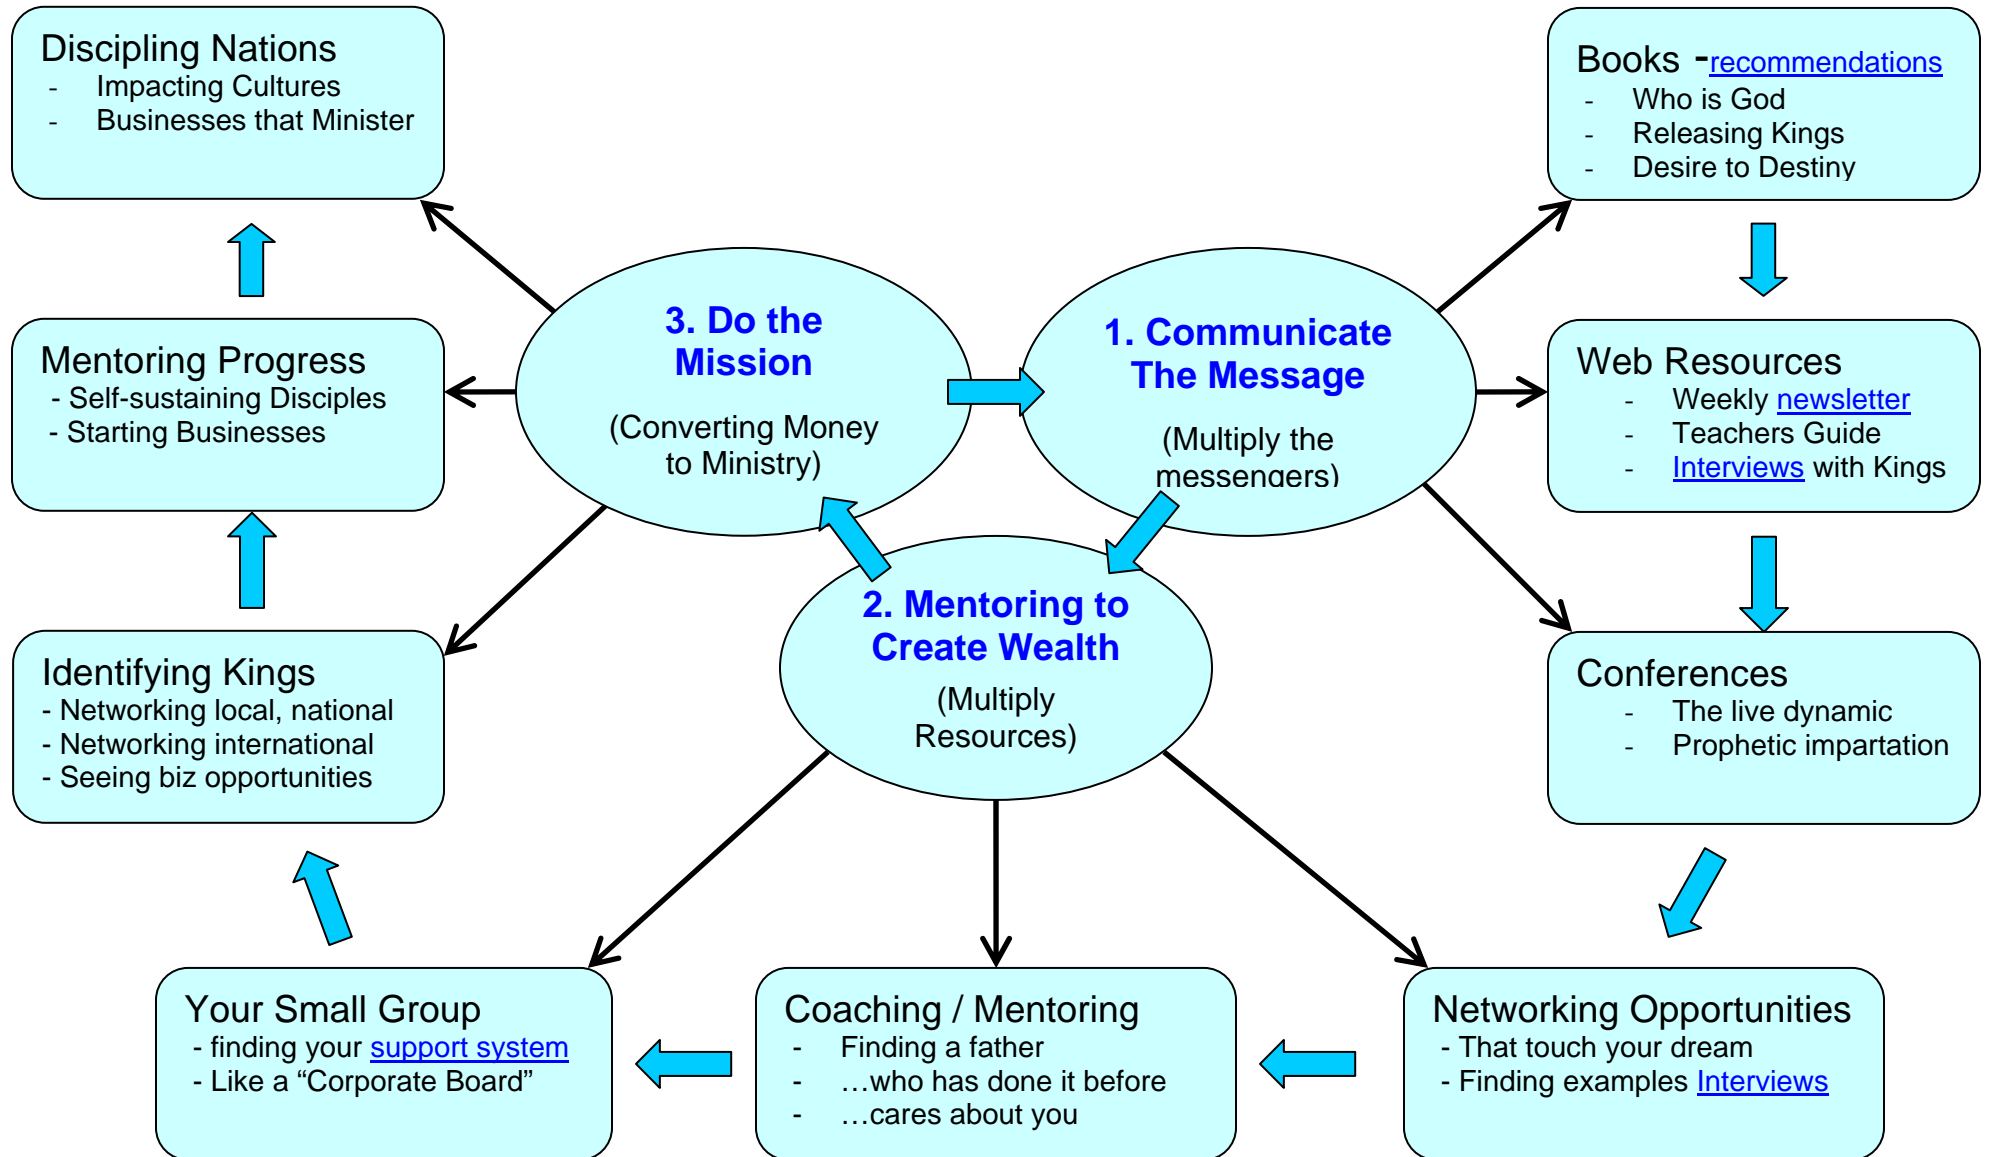 Discipling Nations
- Impacting Cultures
- Businesses that Minister
Books -recommendations
- Who is God
- Releasing Kings
- Desire to Destiny
3. Do the
Mission
(Converting Money
to Ministry)
1. Communicate
The Message
(Multiply the
messengers)
Mentoring Progress
- Self-sustaining Disciples
- Starting Businesses
Web Resources
- Weekly newsletter
- Teachers Guide
- Interviews with Kings
2. Mentoring to
Create Wealth
(Multiply
Resources)
Identifying Kings
- Networking local, national
- Networking international
- Seeing biz opportunities
Conferences
- The live dynamic
- Prophetic impartation
Your Small Group
- finding your support system
- Like a “Corporate Board”
Coaching / Mentoring
- Finding a father
- …who has done it before
- …cares about you
Networking Opportunities
- That touch your dream
- Finding examples Interviews